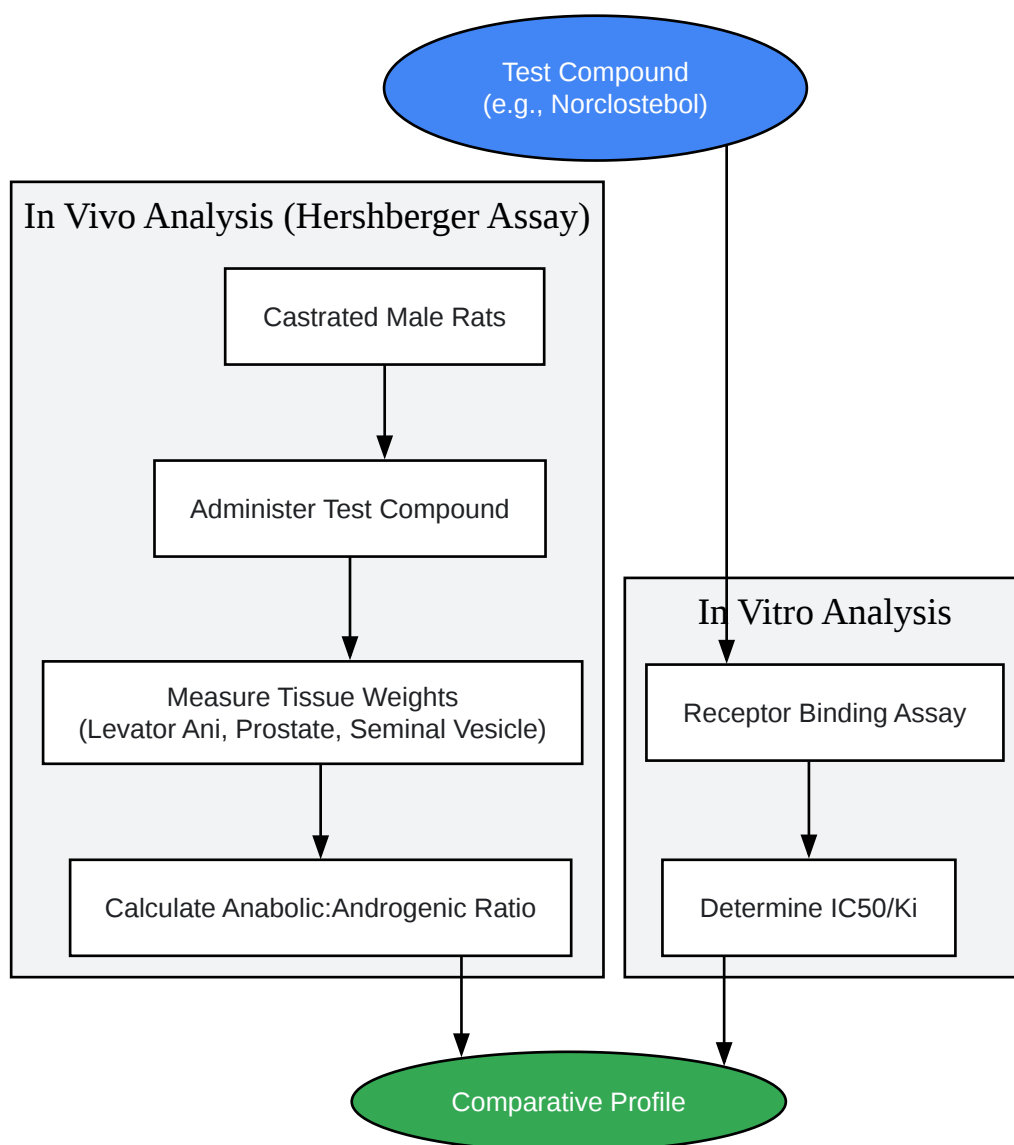 Test Compound
(e.g., Norclostebol)
In Vivo Analysis (Hershberger Assay)
Castrated Male Rats
Administer Test Compound
Measure Tissue Weights
(Levator Ani, Prostate, Seminal Vesicle)
Calculate Anabolic:Androgenic Ratio
In Vitro Analysis
Receptor Binding Assay
Determine IC50/Ki
Comparative Profile